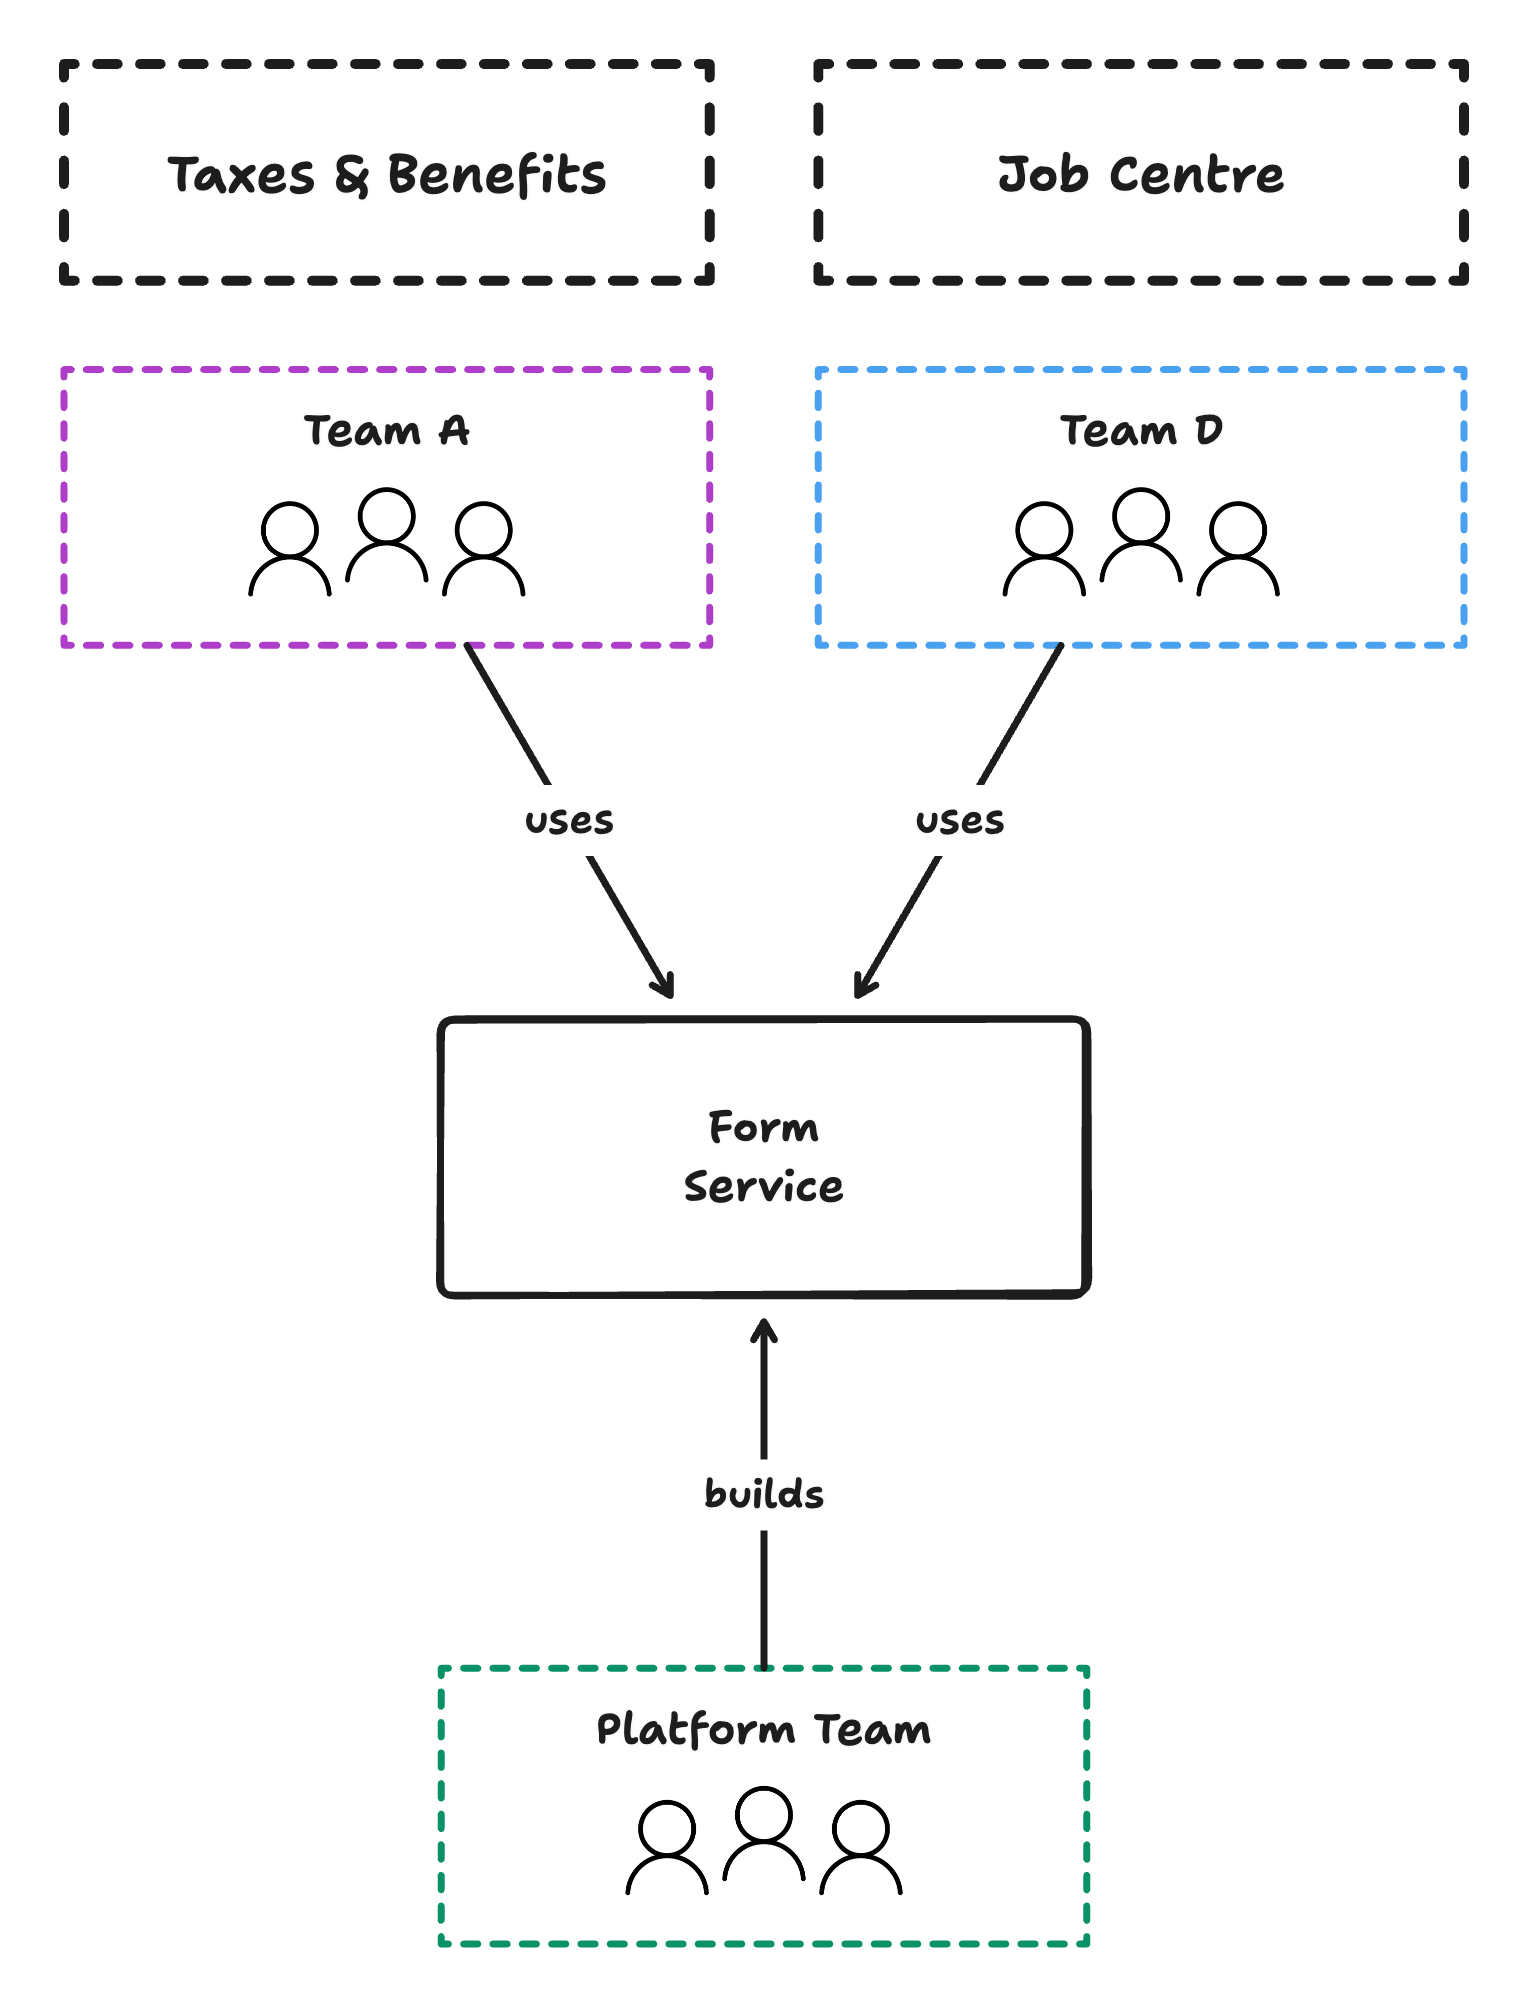 Taxes & Benefits
Job Centre
Team A
Team D
uses
uses
Form
Service
builds
Platform Team